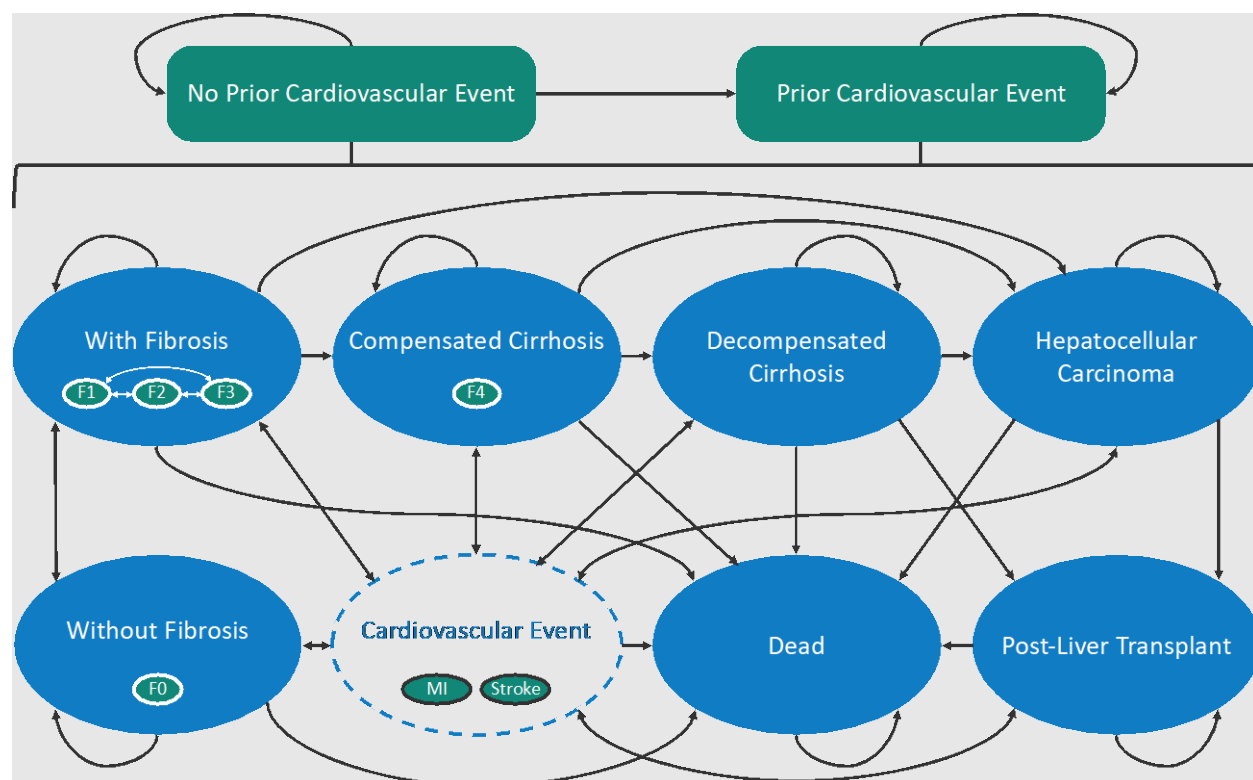 No Prior Cardiovascular Event
Prior Cardiovascular Event
With Fibrosis
F1
F2
F3
Compensated Cirrhosis
F4
Decompensated
Cirrhosis
Hepatocellular
Carcinoma
Without Fibrosis
F0
Cardiovascular Event
MI
Stroke
Dead
Post-Liver Transplant